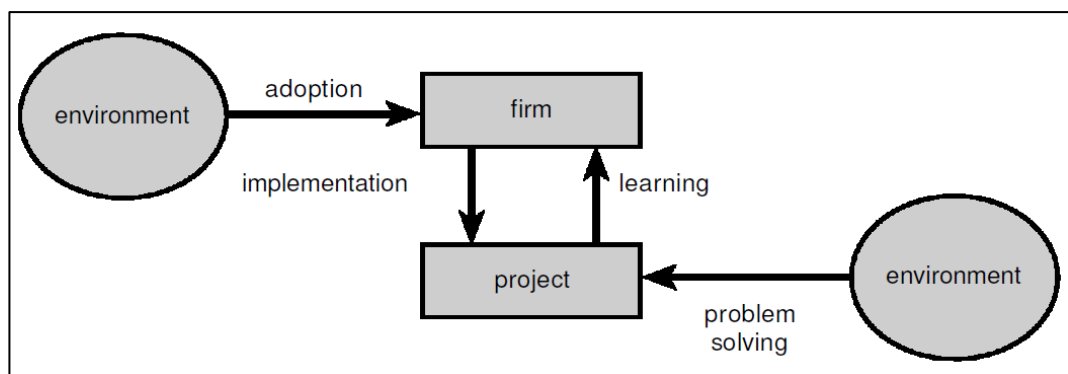 environment
adoption
firm
implementation
learning
project
environment
problem
solving